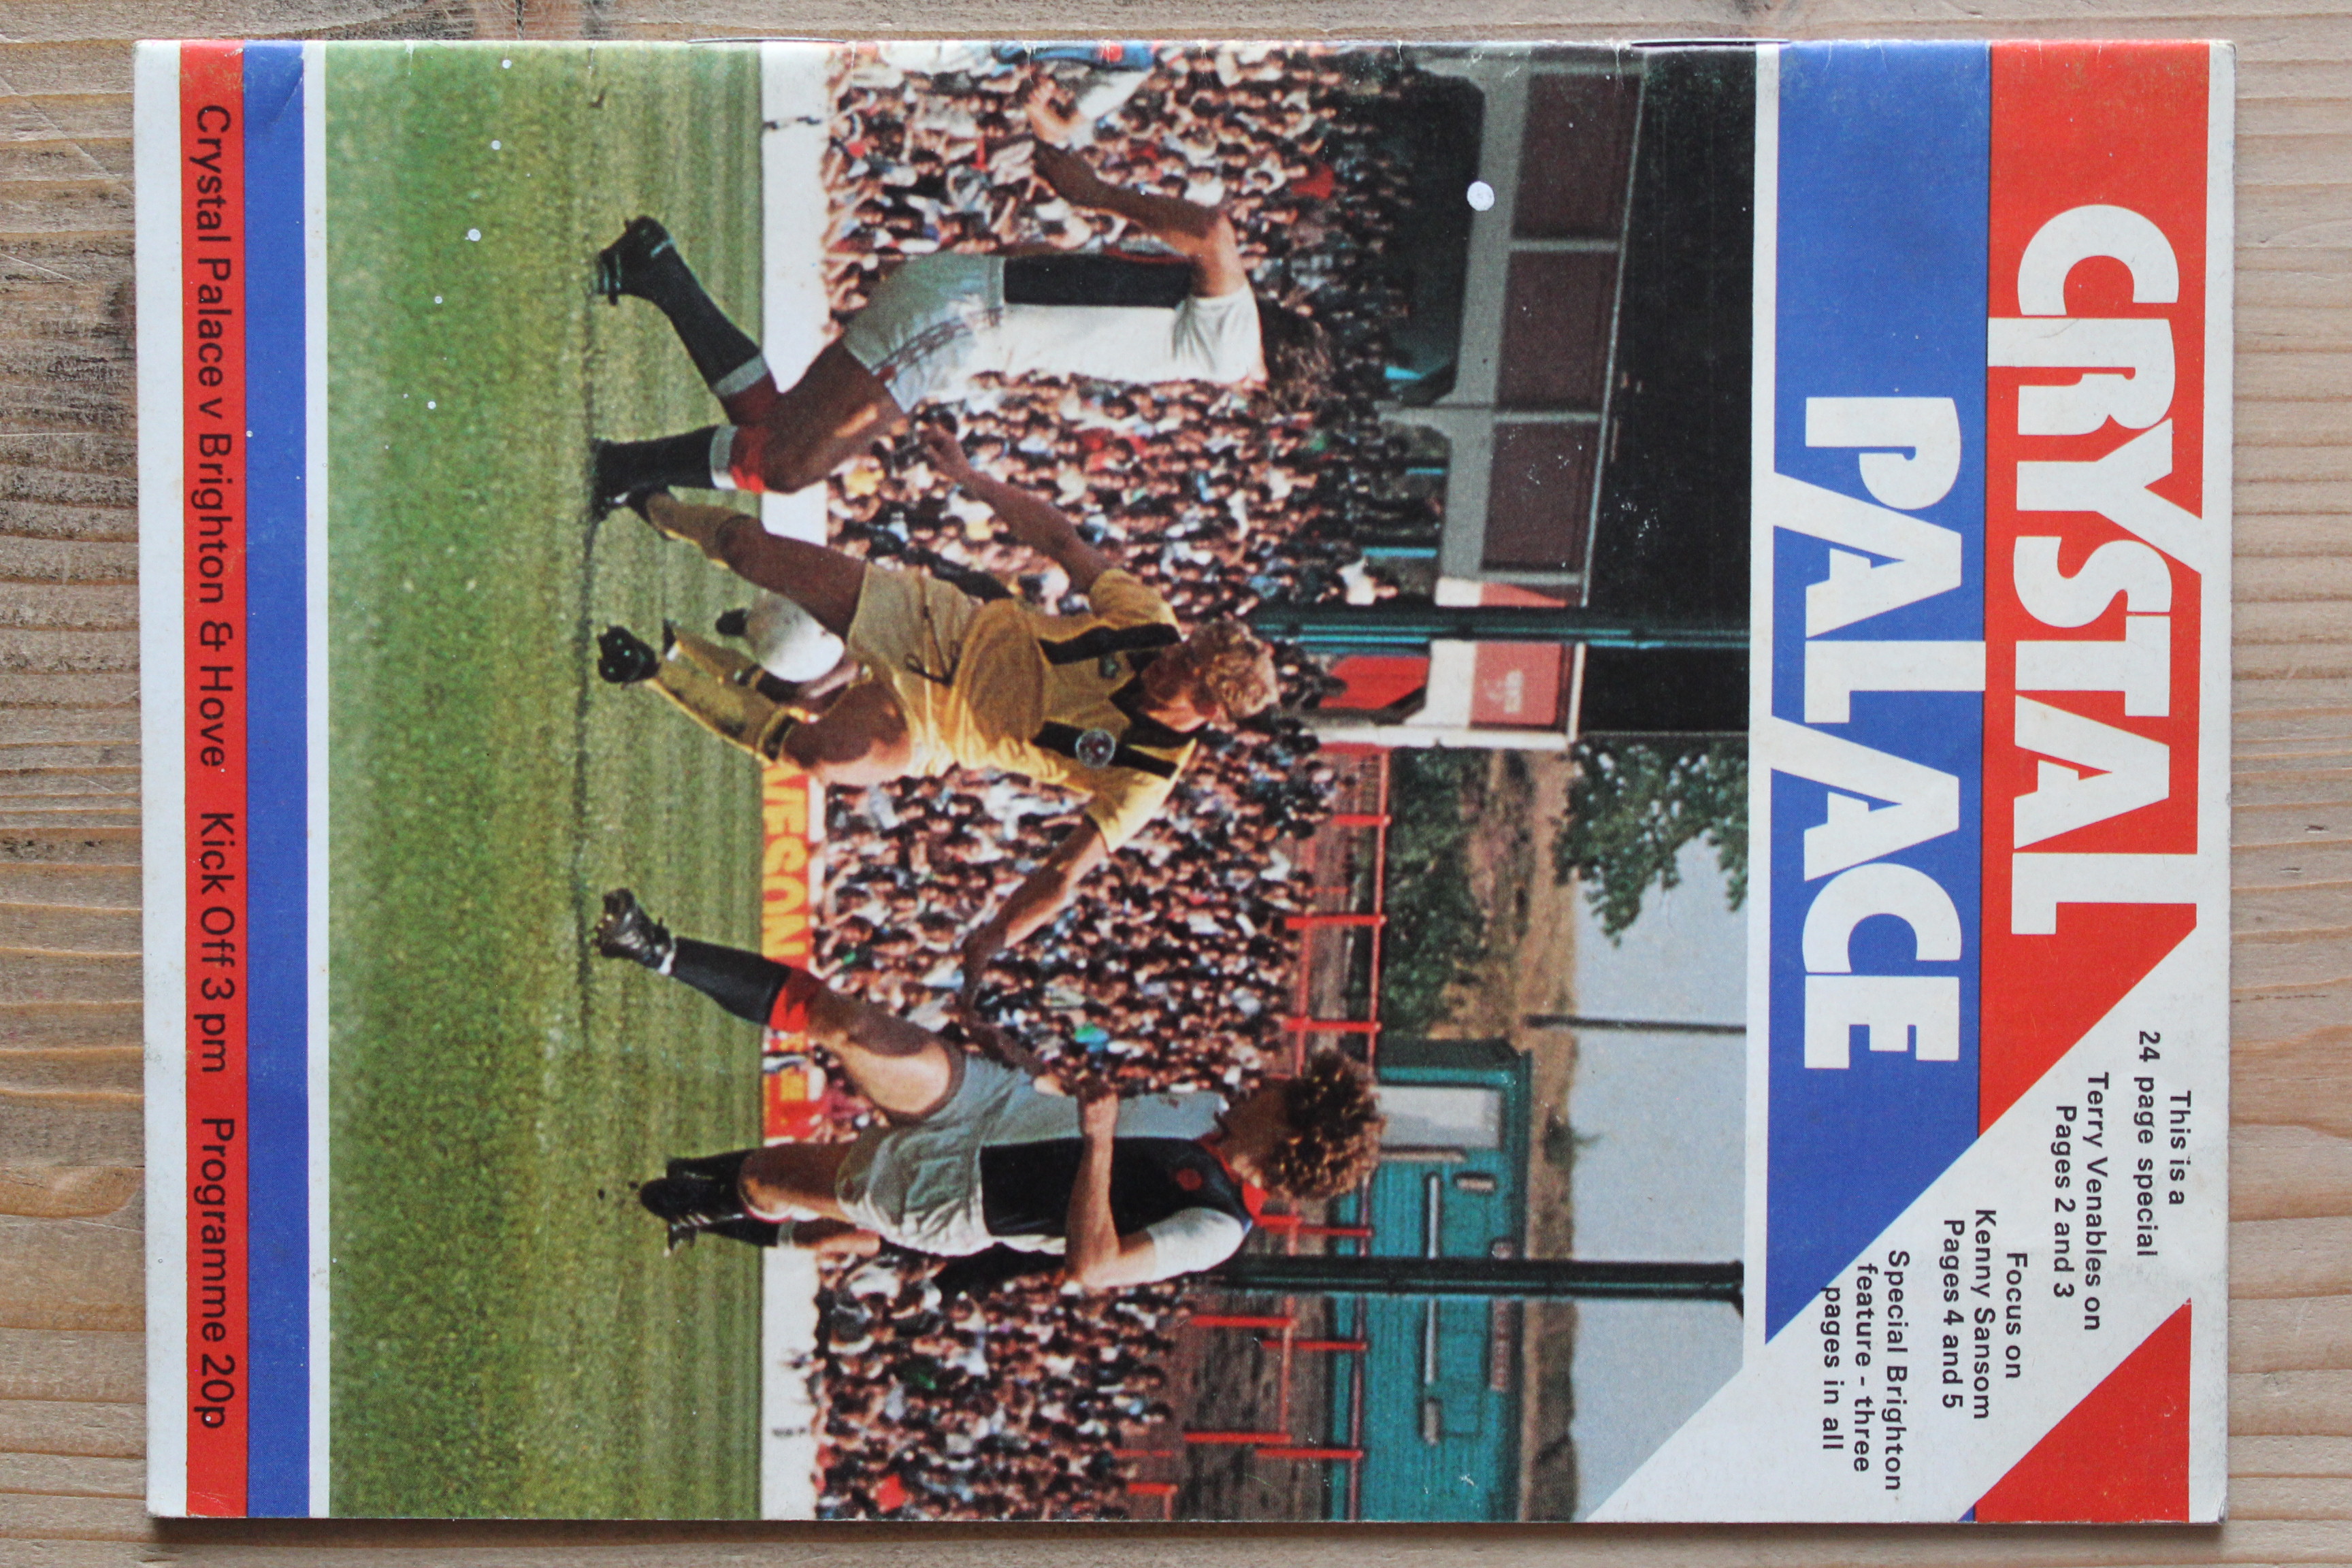 CRYSTAL
PALACE
This is a
24 page special
Terry Venables on
Pages 2 and 3
Focus on
Kenny Sansom
Pages 4 and 5
Special Brighton
feature - three
pages in all
MESON
Crystal Palace v Brighton & Hove Kick Off 3 pm Programme 20p